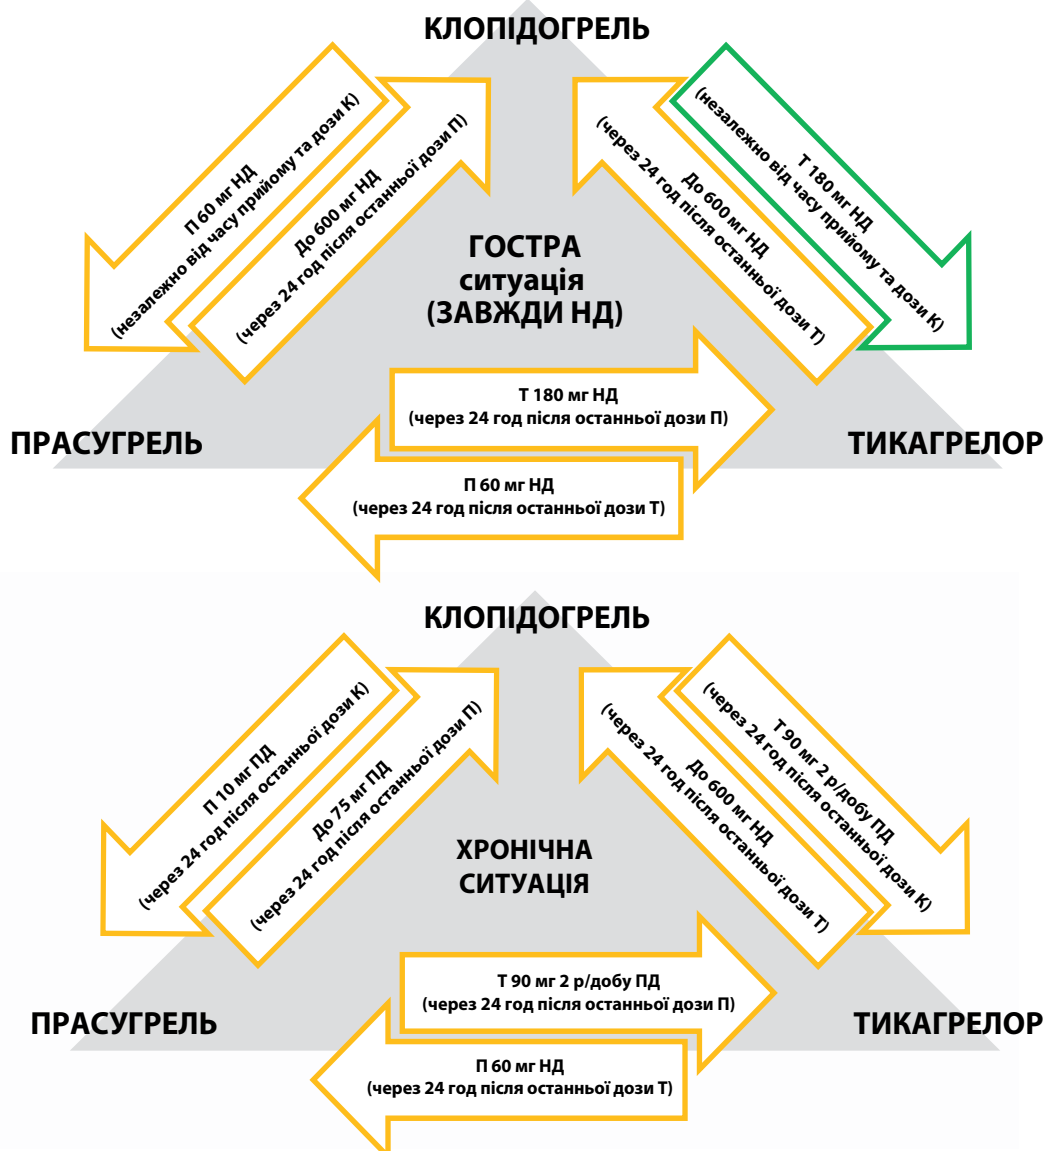 КЛОПІДОГРЕЛЬ
П 60 мг НД
(незалежно від часу прийому та дози К)
До 600 мг НД
(через 24 год після останньої дози П)
До 600 мг НД
(через 24 год після останньої дози Т)
Т 180 мг НД
(незалежно від часу прийому та дози К)
ГОСТРА
ситуація
(ЗАВЖДИ НД)
Т 180 мг НД
(через 24 год після останньої дози П)
ПРАСУГРЕЛЬ
ТИКАГРЕЛОР
П 60 мг НД
(через 24 год після останньої дози Т)
КЛОПІДОГРЕЛЬ
П 10 мг ПД
(через 24 год після останньої дози К)
До 75 мг ПД
(через 24 год після останньої дози П)
До 600 мг НД
(через 24 год після останньої дози Т)
Т 90 мг 2 р/добу ПД
(через 24 год після останньої дози К)
ХРОНІЧНА
СИТУАЦІЯ
Т 90 мг 2 р/добу ПД
(через 24 год після останньої дози П)
ПРАСУГРЕЛЬ
ТИКАГРЕЛОР
П 60 мг НД
(через 24 год після останньої дози Т)